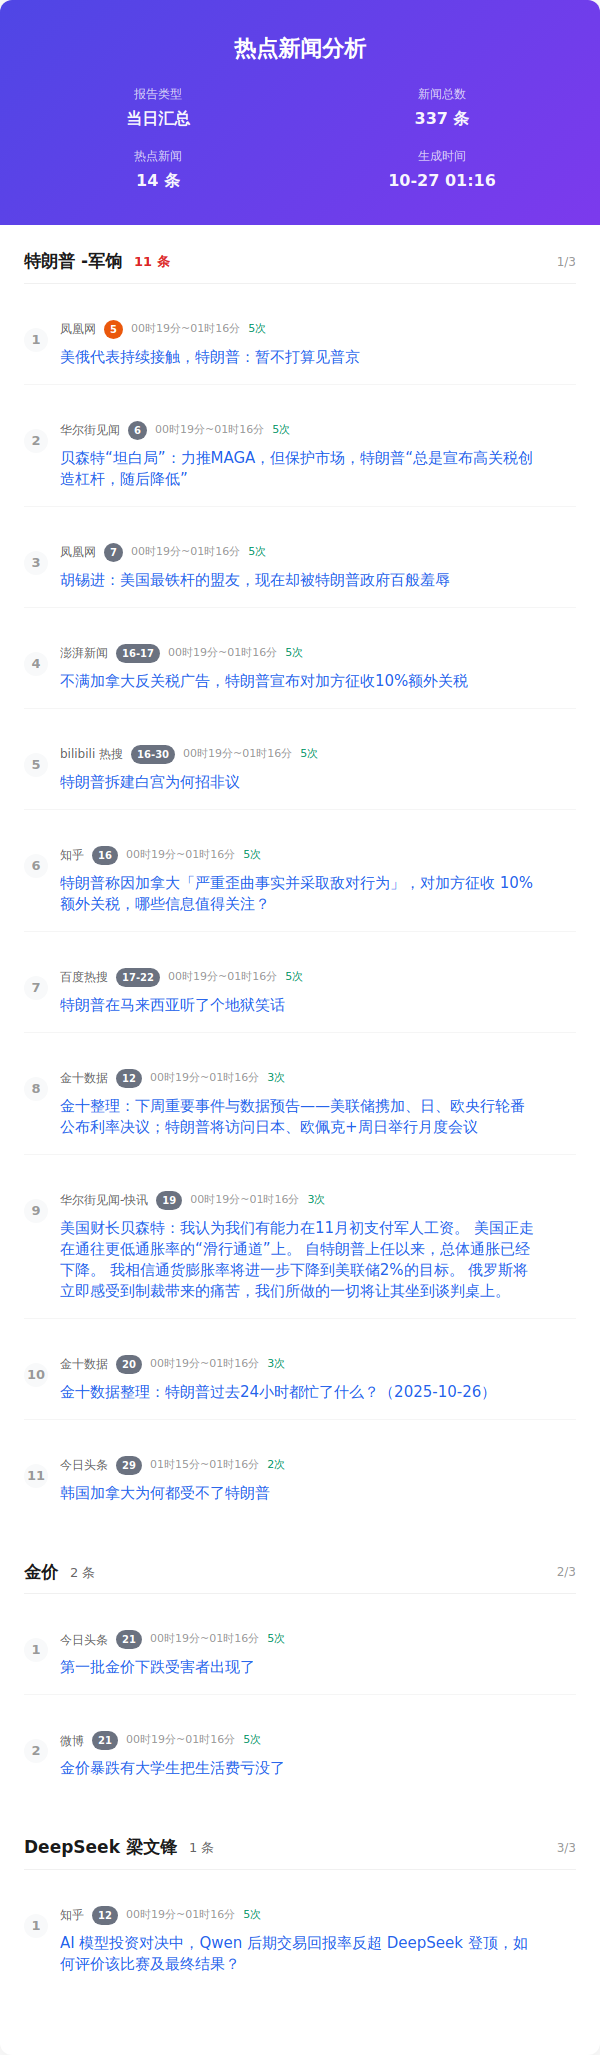 热点新闻分析
报告类型
当日汇总
新闻总数
337 条
热点新闻
14 条
生成时间
10-27 01:16
特朗普 -军饷 11 条 1/3
1
凤凰网 5 00时19分~01时16分 5次
美俄代表持续接触，特朗普：暂不打算见普京
2
华尔街见闻 6 00时19分~01时16分 5次
贝森特“坦白局”：力推MAGA，但保护市场，特朗普“总是宣布高关税创
造杠杆，随后降低”
3
凤凰网 7 00时19分~01时16分 5次
胡锡进：美国最铁杆的盟友，现在却被特朗普政府百般羞辱
4
澎湃新闻 16-17 00时19分~01时16分 5次
不满加拿大反关税广告，特朗普宣布对加方征收10%额外关税
5
bilibili 热搜 16-30 00时19分~01时16分 5次
特朗普拆建白宫为何招非议
6
知乎 16 00时19分~01时16分 5次
特朗普称因加拿大「严重歪曲事实并采取敌对行为」，对加方征收 10%
额外关税，哪些信息值得关注？
7
百度热搜 17-22 00时19分~01时16分 5次
特朗普在马来西亚听了个地狱笑话
8
金十数据 12 00时19分~01时16分 3次
金十整理：下周重要事件与数据预告——美联储携加、日、欧央行轮番
公布利率决议；特朗普将访问日本、欧佩克+周日举行月度会议
9
华尔街见闻-快讯 19 00时19分~01时16分 3次
美国财长贝森特：我认为我们有能力在11月初支付军人工资。 美国正走
在通往更低通胀率的“滑行通道”上。 自特朗普上任以来，总体通胀已经
下降。 我相信通货膨胀率将进一步下降到美联储2%的目标。 俄罗斯将
立即感受到制裁带来的痛苦，我们所做的一切将让其坐到谈判桌上。
10
金十数据 20 00时19分~01时16分 3次
金十数据整理：特朗普过去24小时都忙了什么？（2025-10-26）
11
今日头条 29 01时15分~01时16分 2次
韩国加拿大为何都受不了特朗普
金价 2 条 2/3
1
今日头条 21 00时19分~01时16分 5次
第一批金价下跌受害者出现了
2
微博 21 00时19分~01时16分 5次
金价暴跌有大学生把生活费亏没了
DeepSeek 梁文锋 1 条 3/3
1
知乎 12 00时19分~01时16分 5次
AI 模型投资对决中，Qwen 后期交易回报率反超 DeepSeek 登顶，如
何评价该比赛及最终结果？